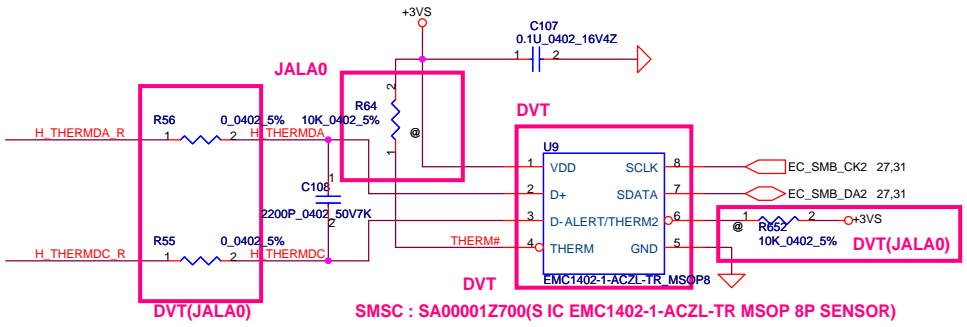 +3VS
C107
0.1U_0402_16V4Z
1 2
JALA0
2
R64
10K_0402_5%
@
1
DVT
R56 0_0402_5%
H_THERMDA_R 1 2 H_THERMDA
U9
1 VDD SCLK 8 EC_SMB_CK2 27,31
2 D+ SDATA 7 EC_SMB_DA2 27,31
3 D- ALERT/THERM2 6 1 2 +3VS
@ R652
10K_0402_5%
DVT(JALA0)
THERM# 4 THERM GND 5
1
C108
2200P_0402_50V7K
2
R55 0_0402_5%
H_THERMDC_R 1 2 H_THERMDC
EMC1402-1-ACZL-TR_MSOP8
DVT
DVT(JALA0)
SMSC : SA00001Z700(S IC EMC1402-1-ACZL-TR MSOP 8P SENSOR)